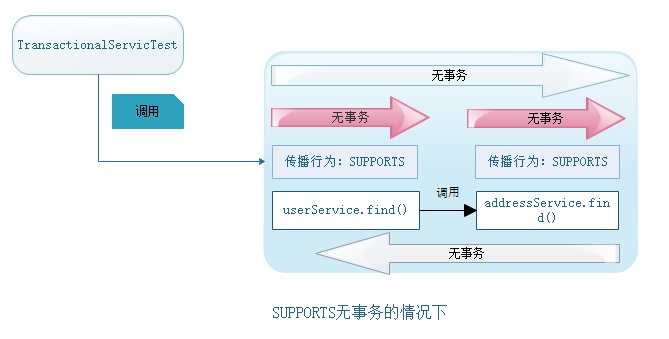 TransactionalServicTest
调用
无事务
无事务
无事务
传播行为: SUPPORTS
传播行为: SUPPORTS
userService.find()
调用
addressService.fin
d()
无事务
SUPPORTS无事务的情况下